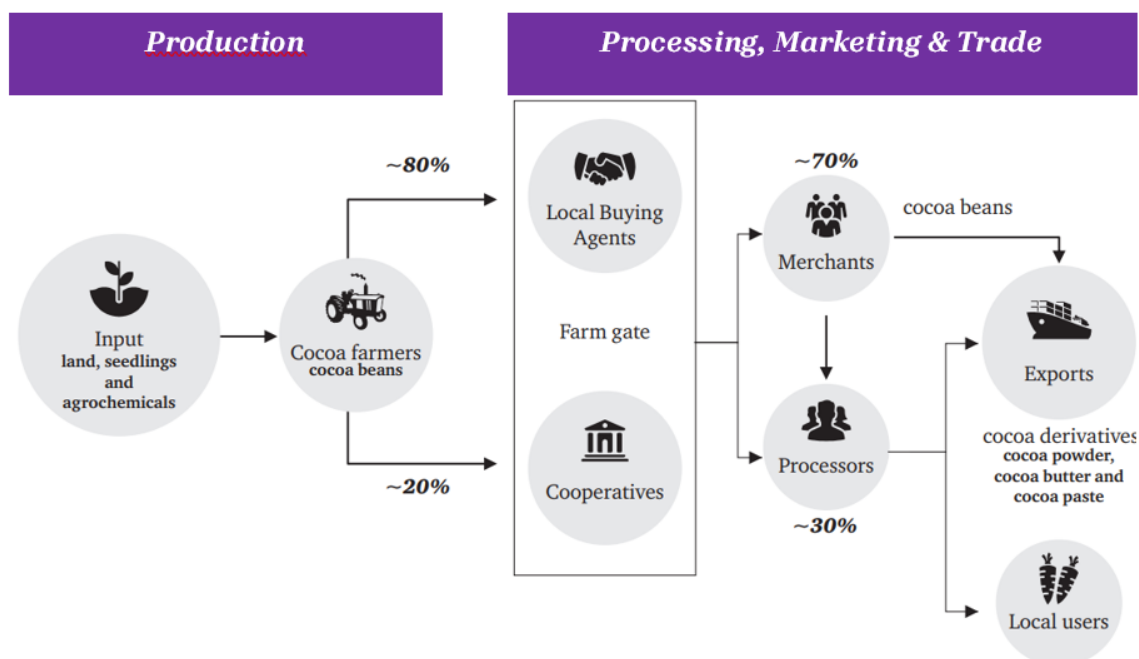 Production
Processing, Marketing & Trade
~80%
Local Buying
Agents
~70%
Merchants
cocoa beans
Input
land, seedlings
and
agrochemicals
Cocoa farmers
cocoa beans
Farm gate
Exports
cocoa derivatives
cocoa powder,
cocoa butter and
cocoa paste
~20%
Cooperatives
Processors
~30%
Local users